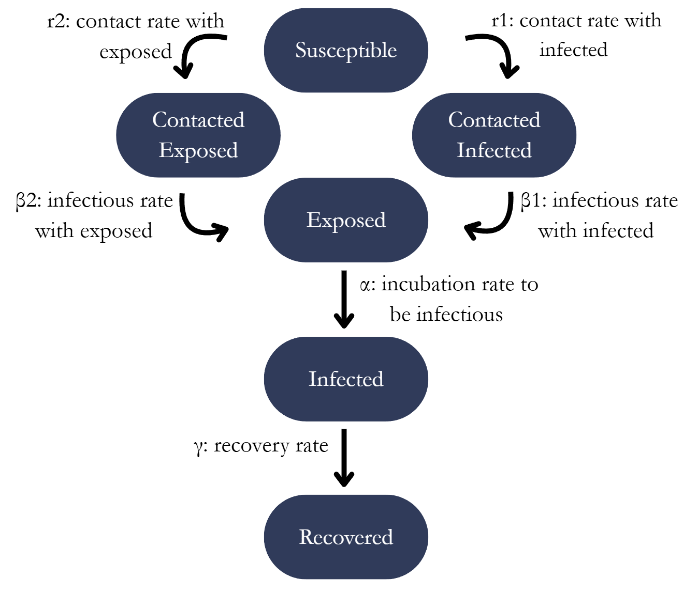 r2: contact rate with
exposed
Susceptible
r1: contact rate with
infected
Contacted
Exposed
Contacted
Infected
β2: infectious rate
with exposed
Exposed
β1: infectious rate
with infected
α: incubation rate to
be infectious
Infected
γ: recovery rate
Recovered